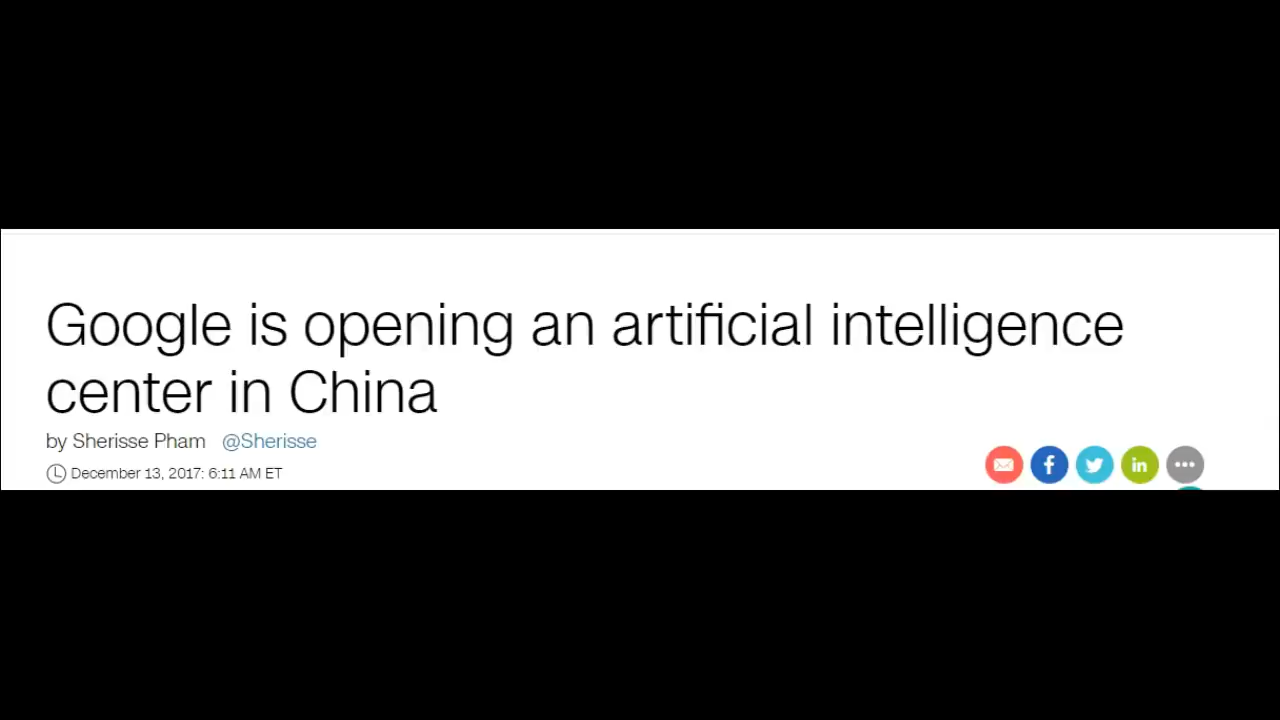 Google is opening an artificial intelligence
center in China
by Sherisse Pham @Sherisse
December 13, 2017: 6:11 AM ET